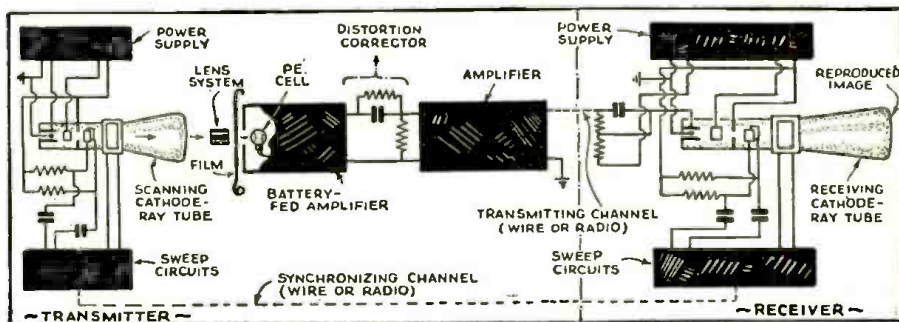 POWER
SUPPLY
LENS
SYSTEM
P.E.
CELL
DISTORTION
CORRECTOR
AMPLIFIER
POWER
SUPPLY
REPRODUCED
IMAGE
FILM
SCANNING
CATHODE-
RAY TUBE
BATTERY-
FED AMPLIFIER
TRANSMITTING
CHANNEL
(WIRE OR RADIO)
RECEIVING
CATHODE-
RAY TUBE
SWEEP
CIRCUITS
SYNCHRONIZING CHANNEL
(WIRE OR RADIO)
SWEEP
CIRCUITS
~TRANSMITTER~
~RECEIVER~